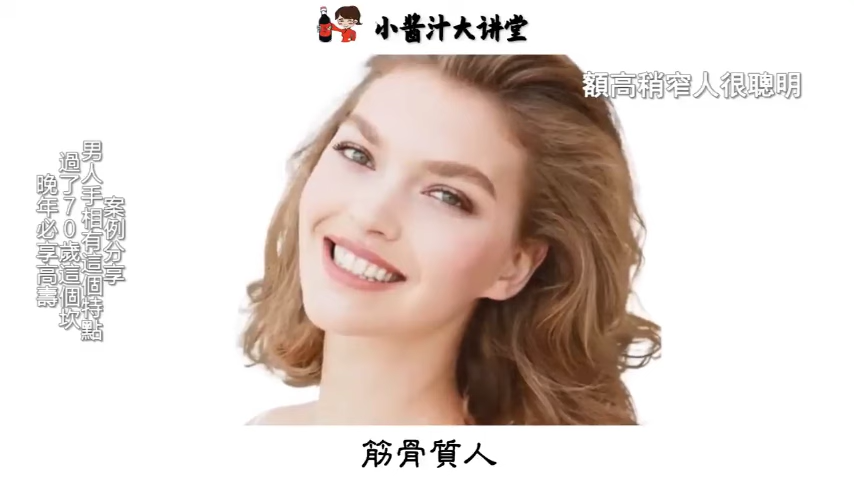 小酱汁大讲堂
額高稍窄人很聰明
案例分享
男人手相有這個特點
過了70歲這個坎
晚年必享高壽
筋骨質人